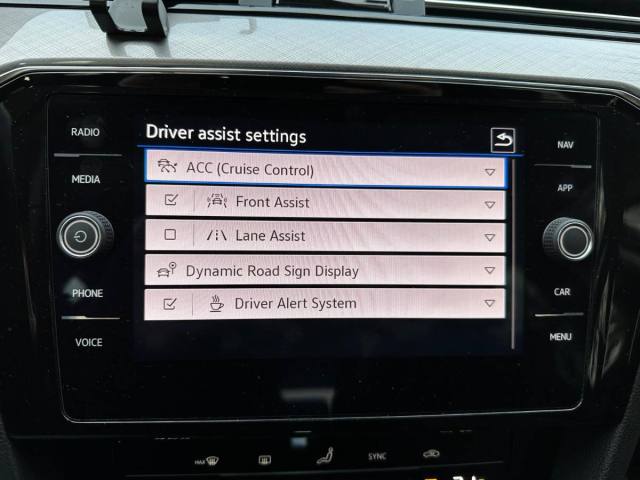 RADIO
MEDIA
PHONE
VOICE
Driver assist settings
ACC (Cruise Control)
Front Assist
Lane Assist
Dynamic Road Sign Display
Driver Alert System
NAV
APP
CAR
MENU
MAX
SYNC